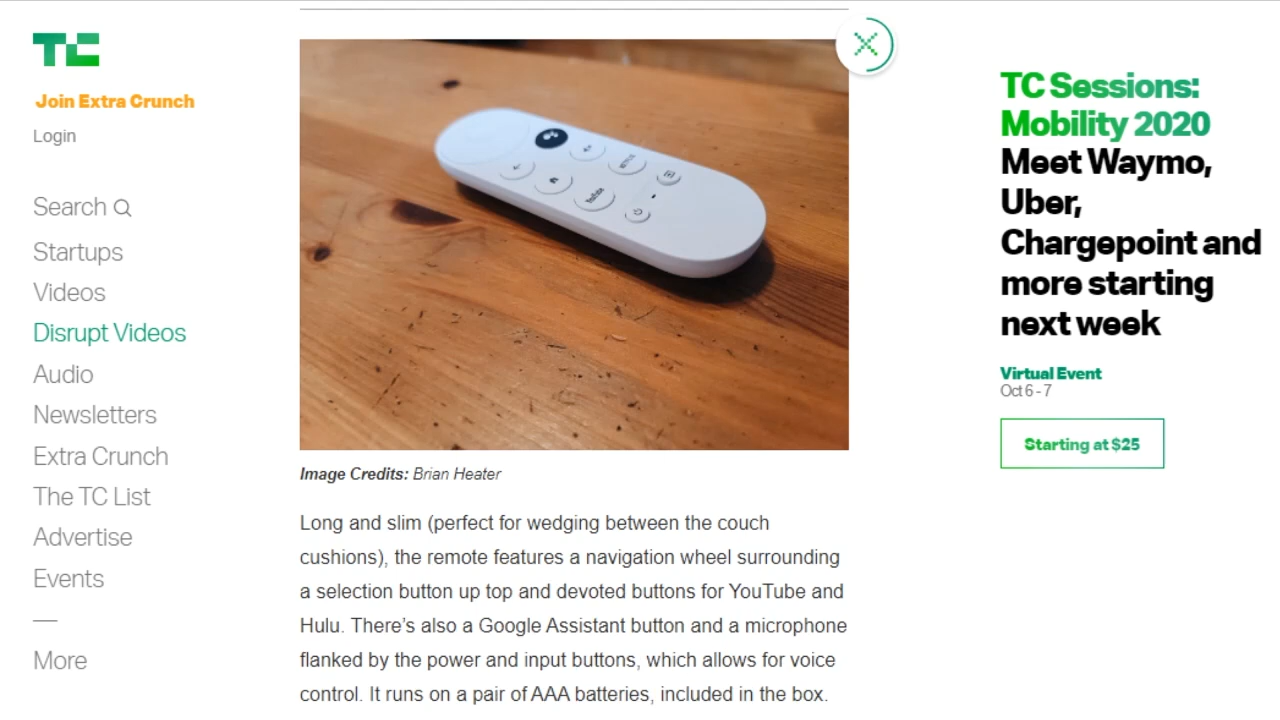 TC
Join Extra Crunch
Login
Search
Startups
Videos
Disrupt Videos
Audio
Newsletters
Extra Crunch
The TC List
Advertise
Events
More
NETFLIX
YouTube
Image Credits: Brian Heater
Long and slim (perfect for wedging between the couch
cushions), the remote features a navigation wheel surrounding
a selection button up top and devoted buttons for YouTube and
Hulu. There’s also a Google Assistant button and a microphone
flanked by the power and input buttons, which allows for voice
control. It runs on a pair of AAA batteries, included in the box.
TC Sessions:
Mobility 2020
Meet Waymo,
Uber,
Chargepoint and
more starting
next week
Virtual Event
Oct 6 - 7
Starting at $25